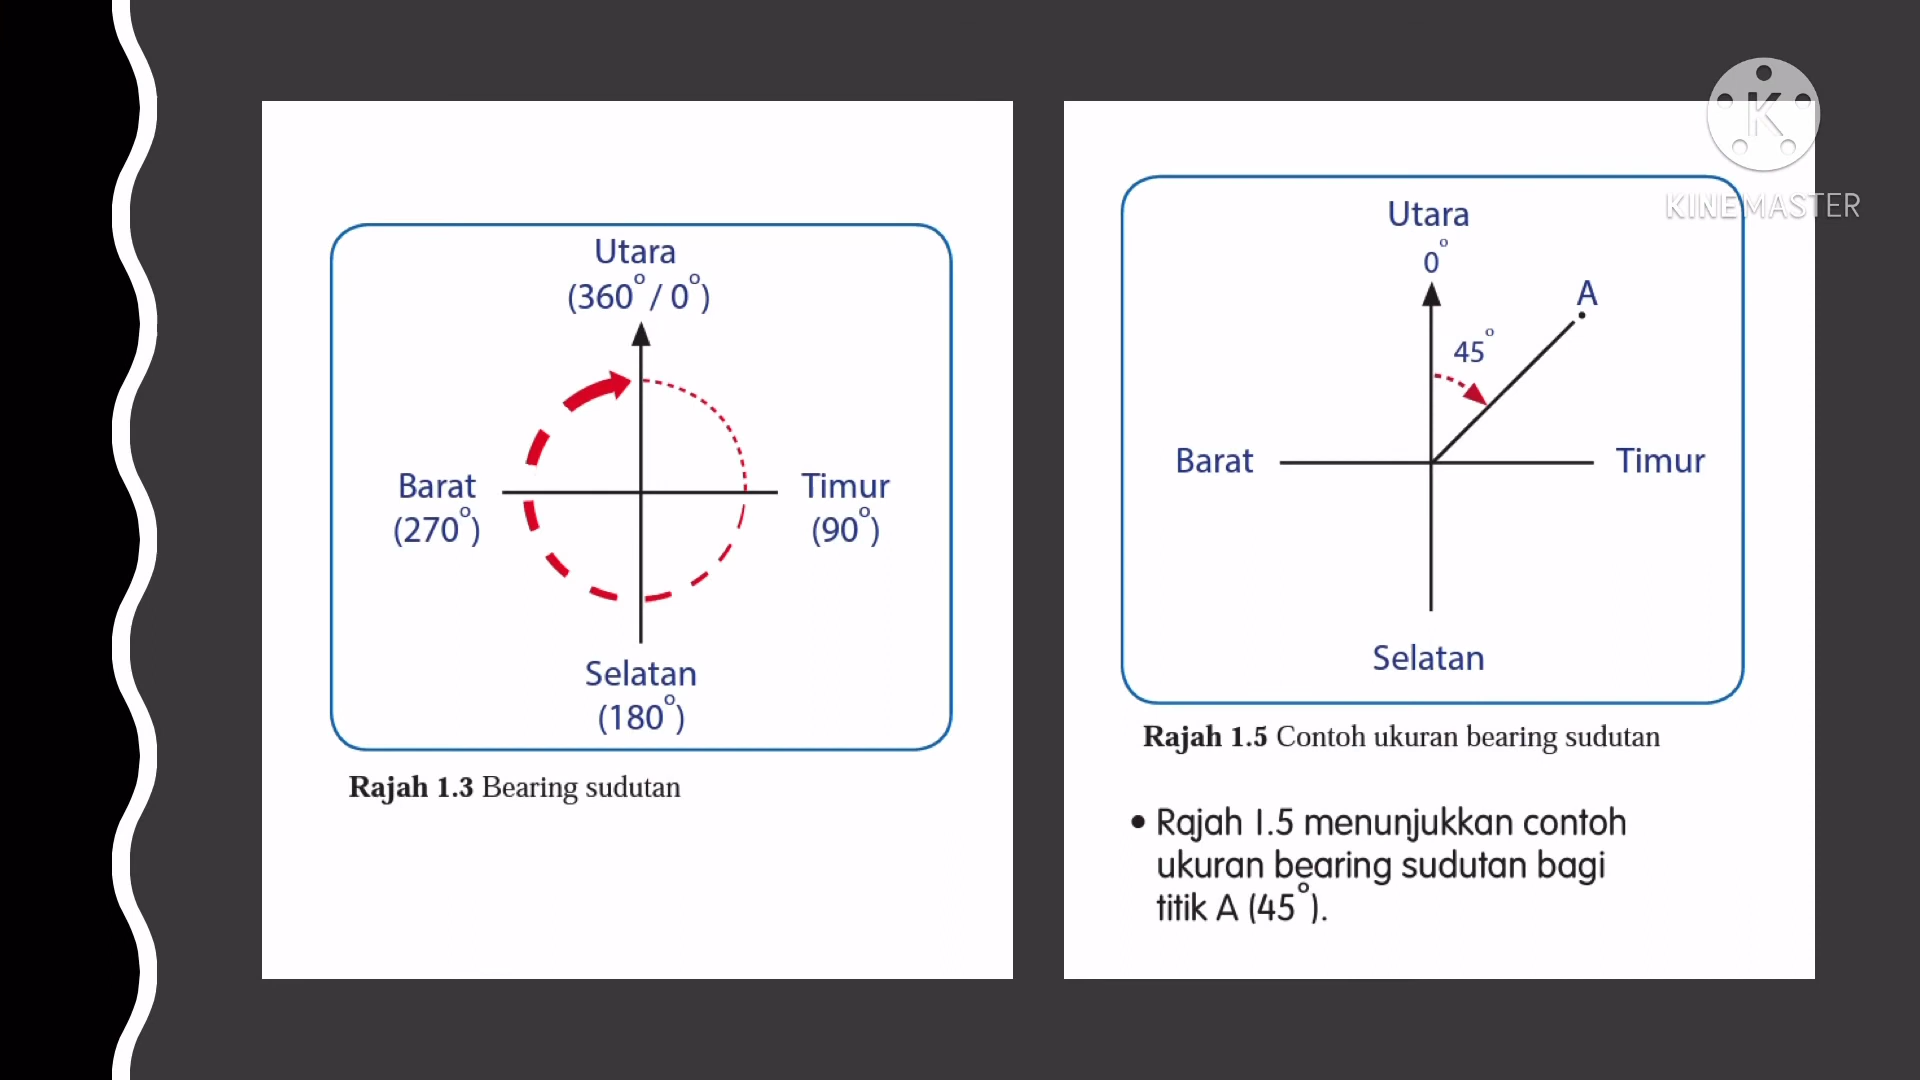 Utara
(360°/ 0°)
Barat
(270°)
Timur
(90°)
Selatan
(180°)
Rajah 1.3 Bearing sudutan
K
KINEMASTER
Utara
0°
A
45°
Barat
Timur
Selatan
Rajah 1.5 Contoh ukuran bearing sudutan
• Rajah 1.5 menunjukkan contoh
ukuran bearing sudutan bagi
titik A (45°).